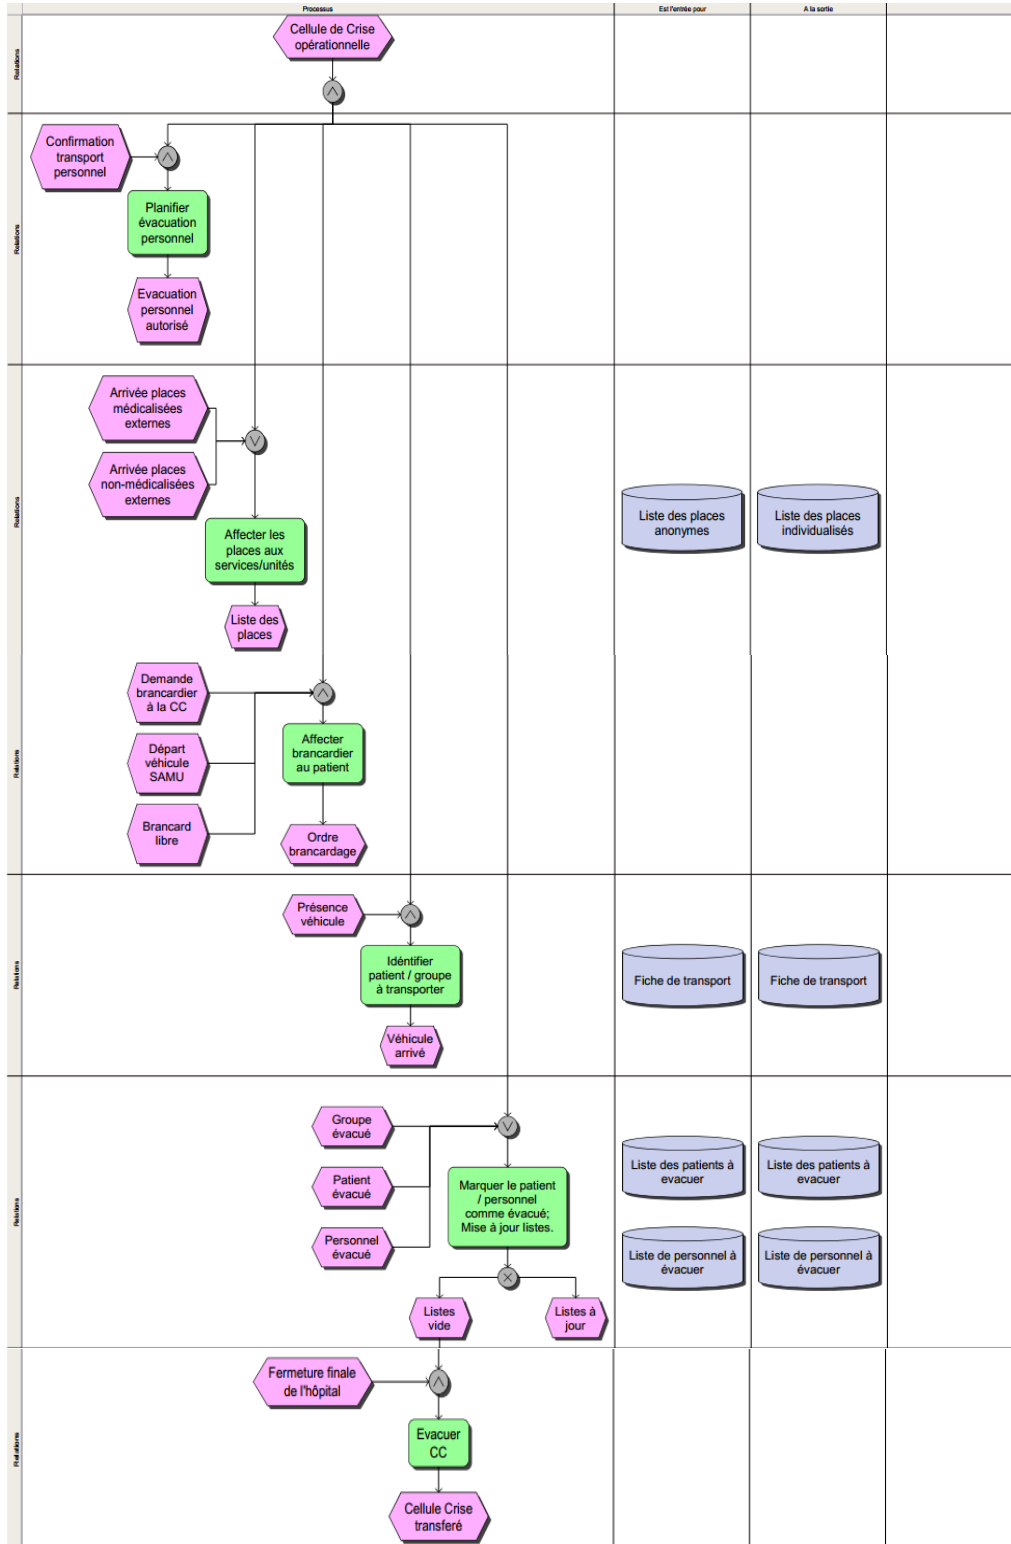 Processus
Est l'entrée pour
A la sortie
Relations
Cellule de Crise
opérationnelle
Relations
Confirmation
transport
personnel
Planifier
évacuation
personnel
Evacuation
personnel
autorisé
Relations
Arrivée places
médicalisées
externes
Arrivée places
non-médicalisées
externes
Affecter les
places aux
services/unités
Liste des
places
Liste des places
anonymes
Liste des places
individualisés
Relations
Demande
brancardier
à la CC
Départ
véhicule
SAMU
Brancard
libre
Affecter
brancardier
au patient
Ordre
brancardage
Relations
Présence
véhicule
Idéntifier
patient / groupe
à transporter
Véhicule
arrivé
Fiche de transport
Fiche de transport
Relations
Groupe
évacué
Patient
évacué
Personnel
évacué
Marquer le patient
/ personnel
comme évacué;
Mise à jour listes.
Listes
vide
Listes à
jour
Liste des patients à
evacuer
Liste des patients à
evacuer
Liste de personnel à
évacuer
Liste de personnel à
évacuer
Relations
Fermeture finale
de l'hôpital
Evacuer
CC
Cellule Crise
transferé